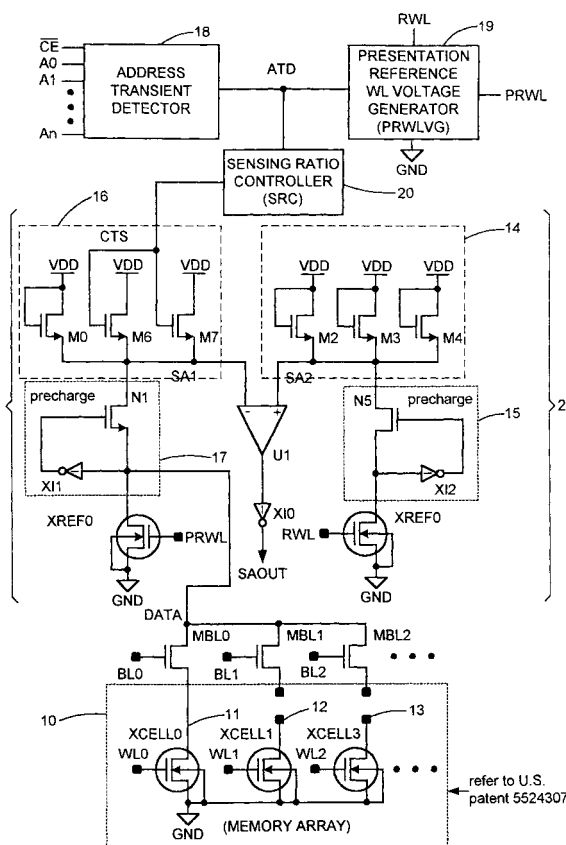 18
RWL
19
CE
A0
A1
An
ADDRESS
TRANSIENT
DETECTOR
ATD
PRESENTATION
REFERENCE
WL VOLTAGE
GENERATOR
(PRWLVG)
PRWL
GND
SENSING RATIO
CONTROLLER
(SRC)
20
16
CTS
14
VDD VDD VDD
VDD VDD VDD
M0 M6 M7
M2 M3 M4
SA1
SA2
2
precharge N1
N5 precharge
15
- +
U1
XI1
17
XI2
XI0
XREF0
PRWL
RWL
XREF0
SAOUT
GND
GND
DATA
MBL0 MBL1 MBL2
BL0 BL1 BL2
10
11 12 13
XCELL0 XCELL1 XCELL3
WL0 WL1 WL2
refer to U.S.
patent 5524307
GND
(MEMORY ARRAY)